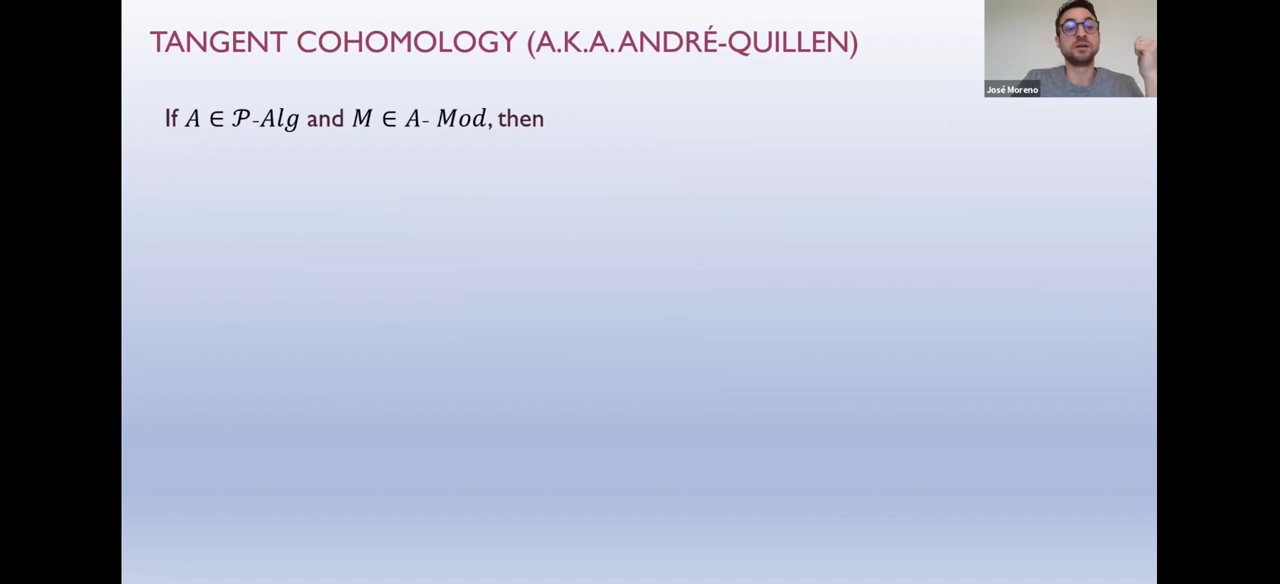 TANGENT COHOMOLOGY (A.K.A. ANDRÉ-QUILLEN)
José Moreno
If A ∈ 𝒫-Alg and M ∈ A- Mod, then